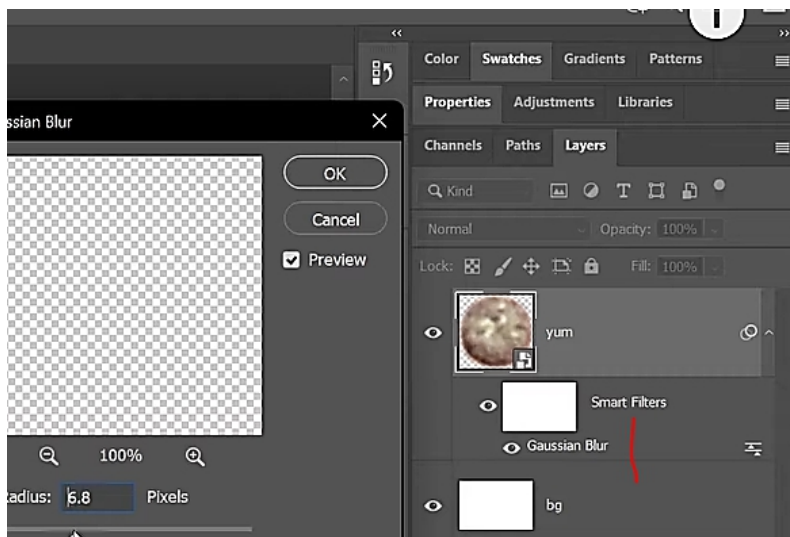 Color Swatches Gradients Patterns
Properties Adjustments Libraries
ssian Blur
Channels Paths Layers
OK
Kind
Cancel
Normal Opacity: 100%
Preview
Lock: Fill: 100%
yum
Smart Filters
Gaussian Blur
100%
adius: 6.8 Pixels
bg